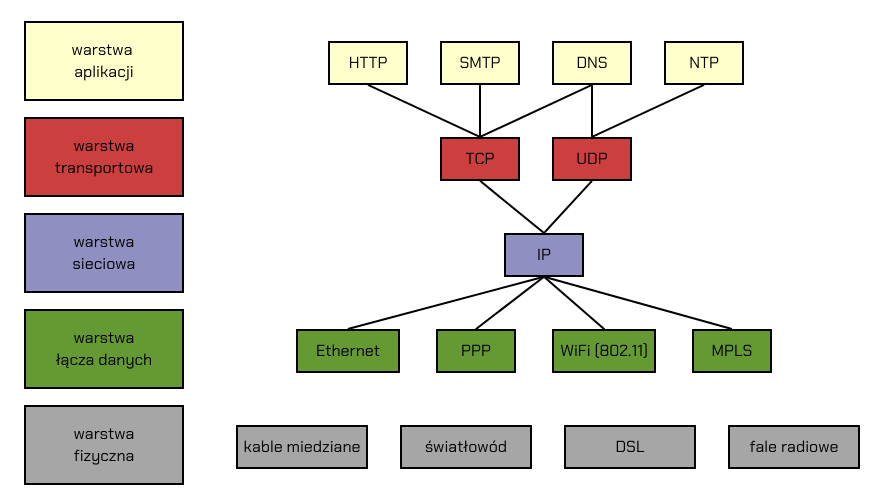 warstwa
aplikacji
HTTP
SMTP
DNS
NTP
warstwa
transportowa
TCP
UDP
warstwa
sieciowa
IP
warstwa
łącza danych
Ethernet
PPP
WiFi (802.11)
MPLS
warstwa
fizyczna
kable miedziane
światłowód
DSL
fale radiowe